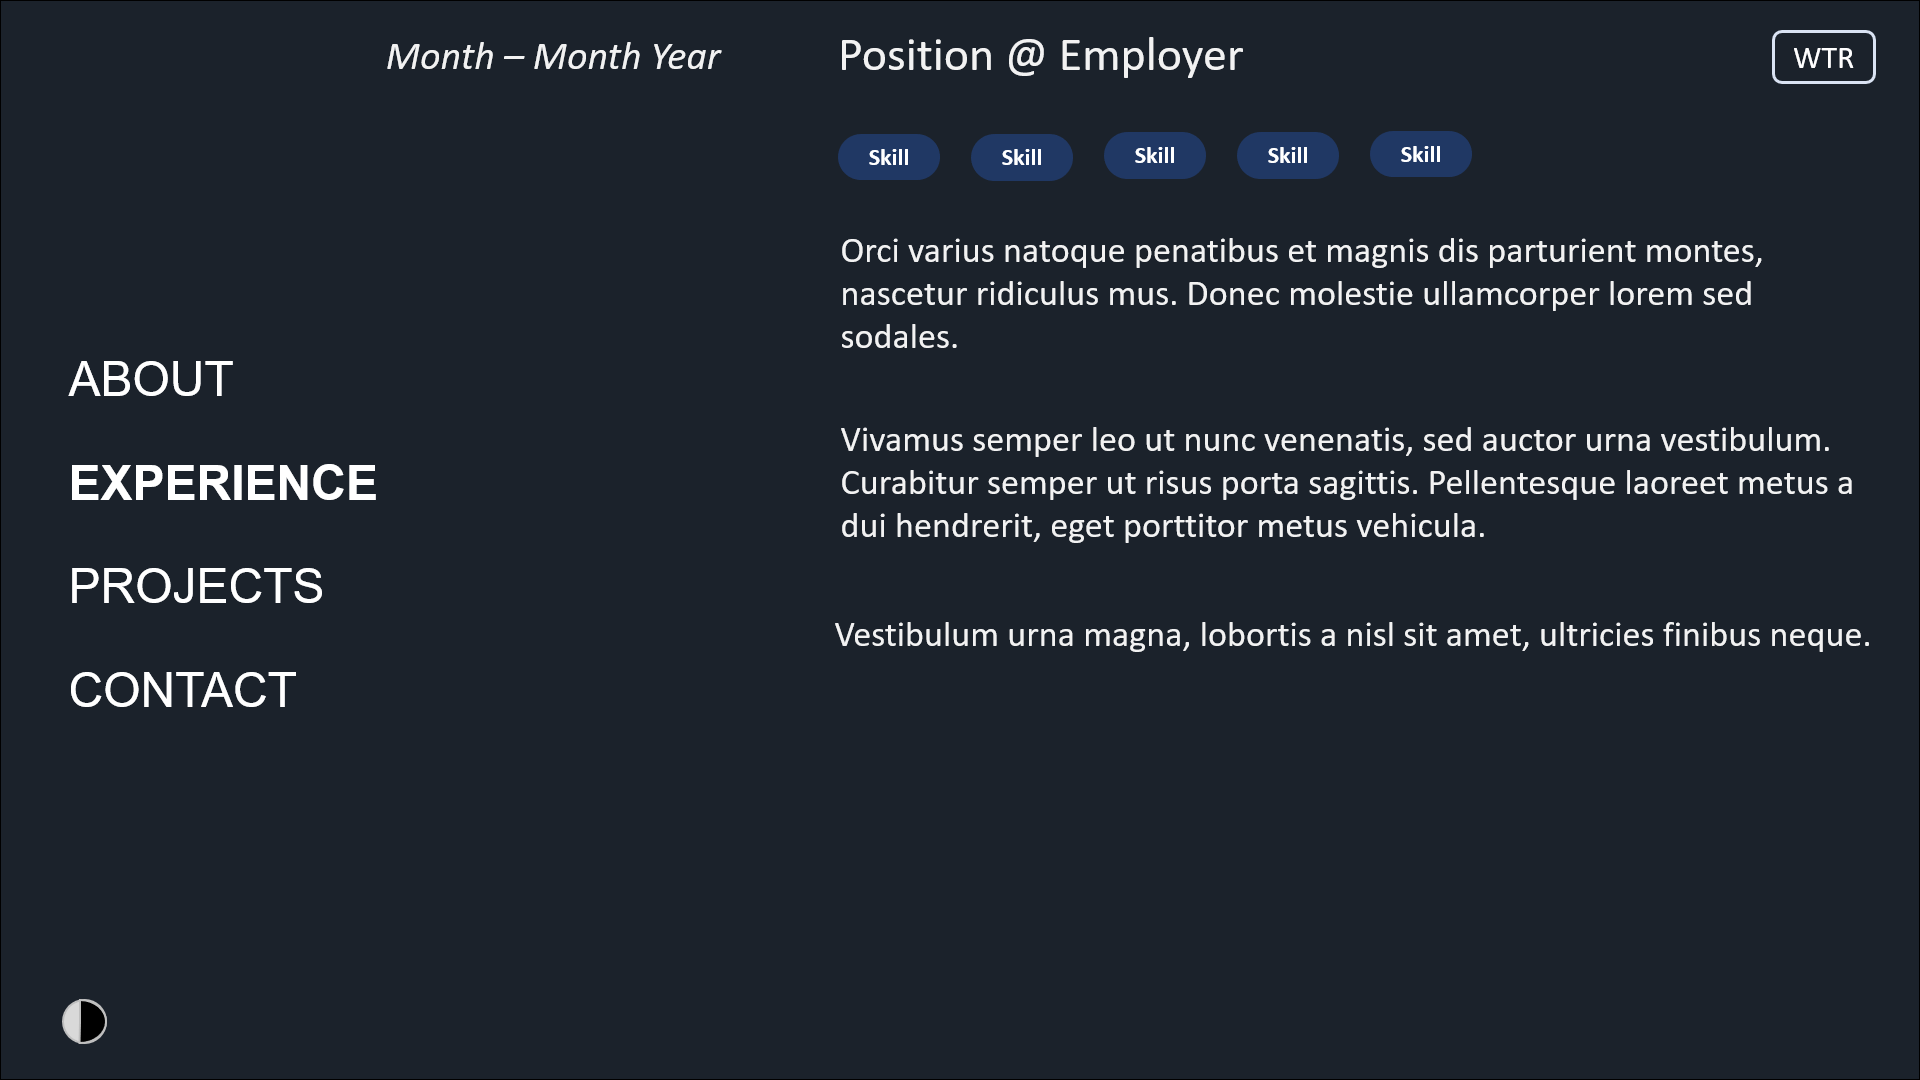 Month – Month Year
Position @ Employer
WTR
Skill
Skill
Skill
Skill
Skill
Orci varius natoque penatibus et magnis dis parturient montes,
nascetur ridiculus mus. Donec molestie ullamcorper lorem sed
sodales.
Vivamus semper leo ut nunc venenatis, sed auctor urna vestibulum.
Curabitur semper ut risus porta sagittis. Pellentesque laoreet metus a
dui hendrerit, eget porttitor metus vehicula.
Vestibulum urna magna, lobortis a nisl sit amet, ultricies finibus neque.
ABOUT
EXPERIENCE
PROJECTS
CONTACT